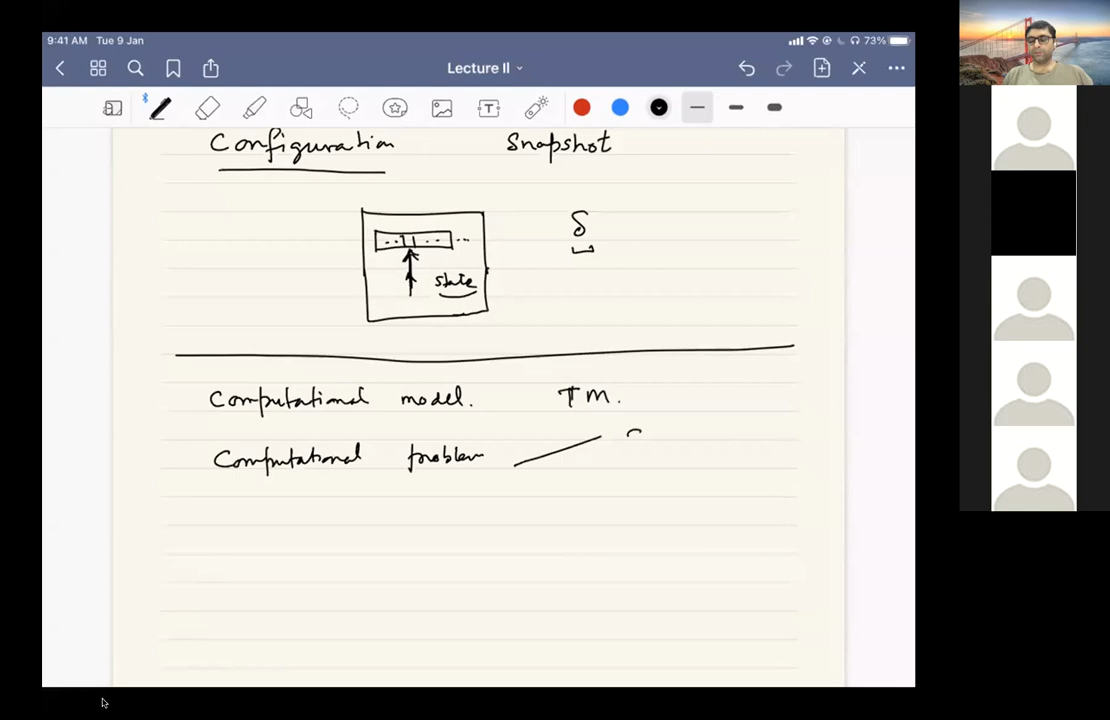 9:41 AM Tue 9 Jan 73%
Lecture II
Configuration Snapshot
δ
state
Computational model. TM.
Computational problem